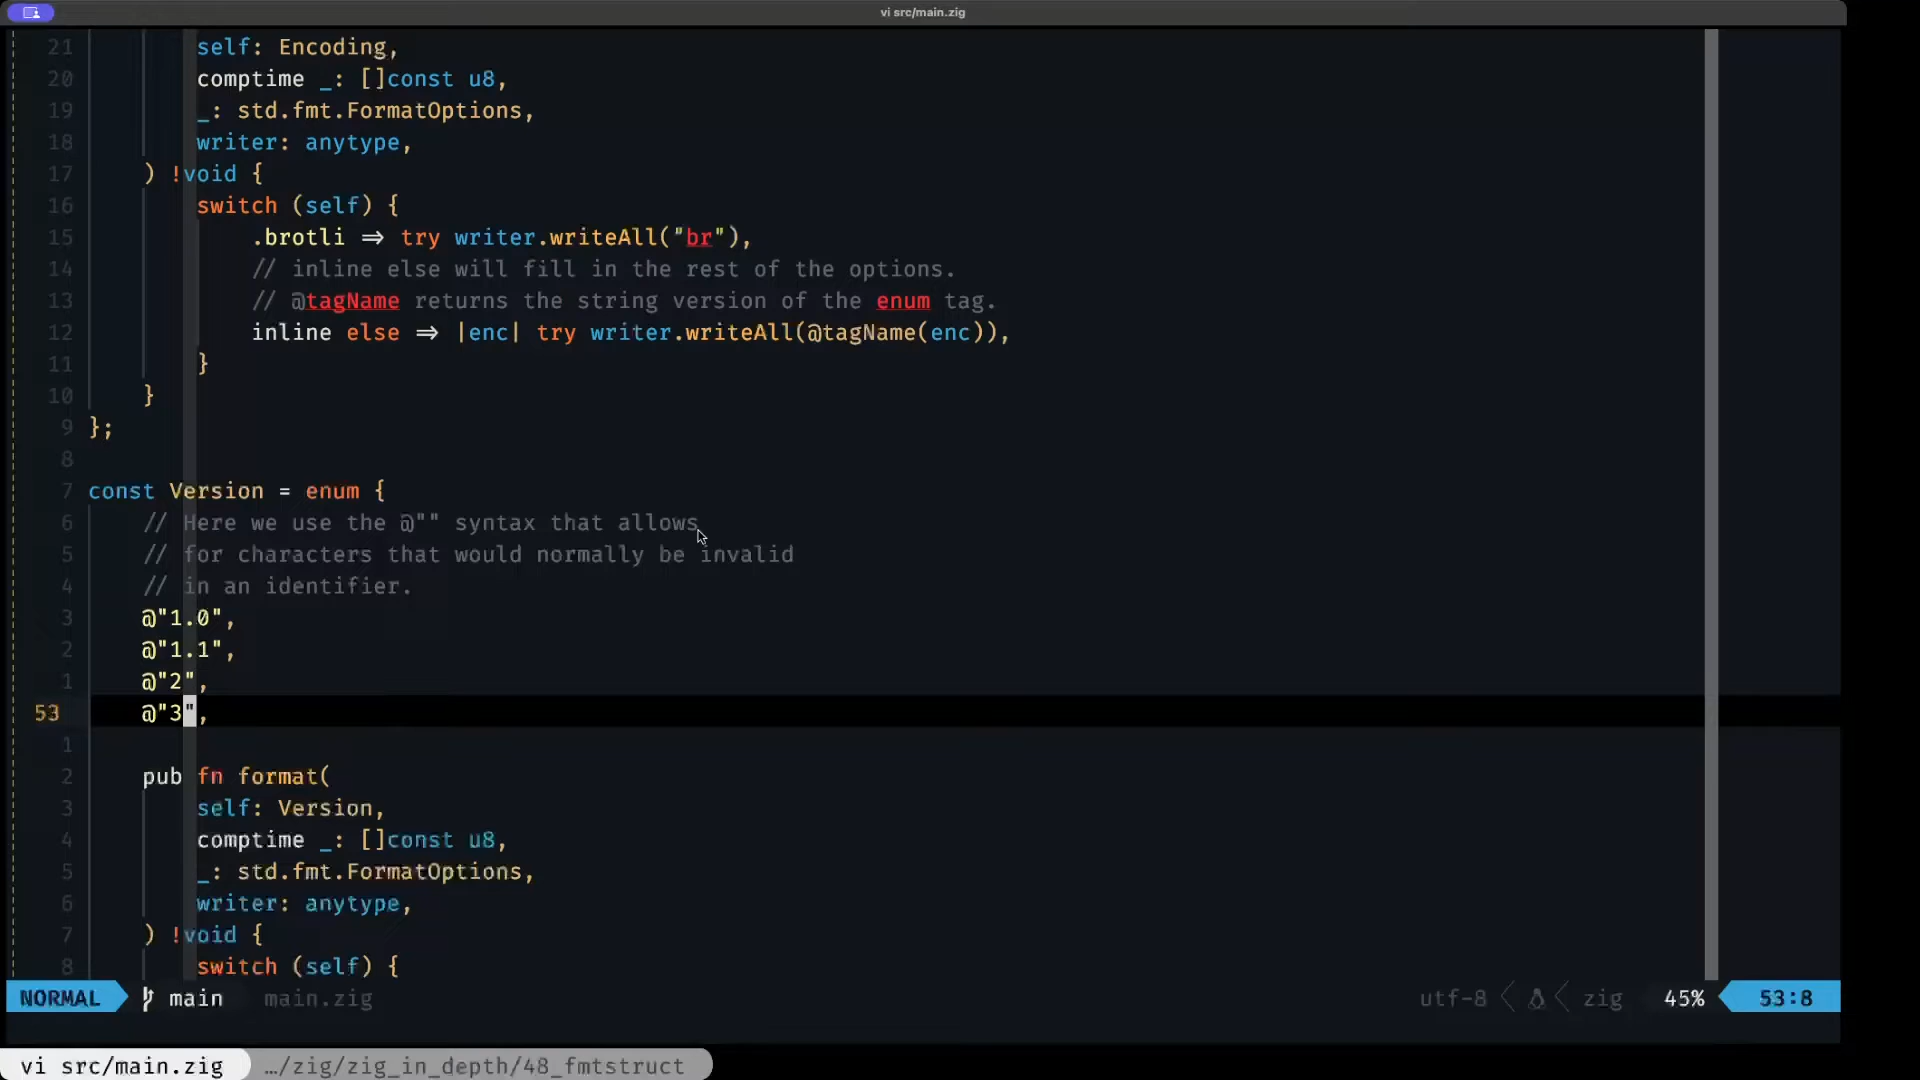 vi src/main.zig
21 self: Encoding,
20 comptime _: []const u8,
19 _: std.fmt.FormatOptions,
18 writer: anytype,
17 ) !void {
16 switch (self) {
15 .brotli => try writer.writeAll("br"),
14 // inline else will fill in the rest of the options.
13 // @tagName returns the string version of the enum tag.
12 inline else => |enc| try writer.writeAll(@tagName(enc)),
11 }
10 }
9 };
8
7 const Version = enum {
6 // Here we use the @"" syntax that allows
5 // for characters that would normally be invalid
4 // in an identifier.
3 @"1.0",
2 @"1.1",
1 @"2",
53 @"3",
1
2 pub fn format(
3 self: Version,
4 comptime _: []const u8,
5 _: std.fmt.FormatOptions,
6 writer: anytype,
7 ) !void {
8 switch (self) {
NORMAL main main.zig utf-8 zig 45% 53:8
vi src/main.zig …/zig/zig_in_depth/48_fmtstruct